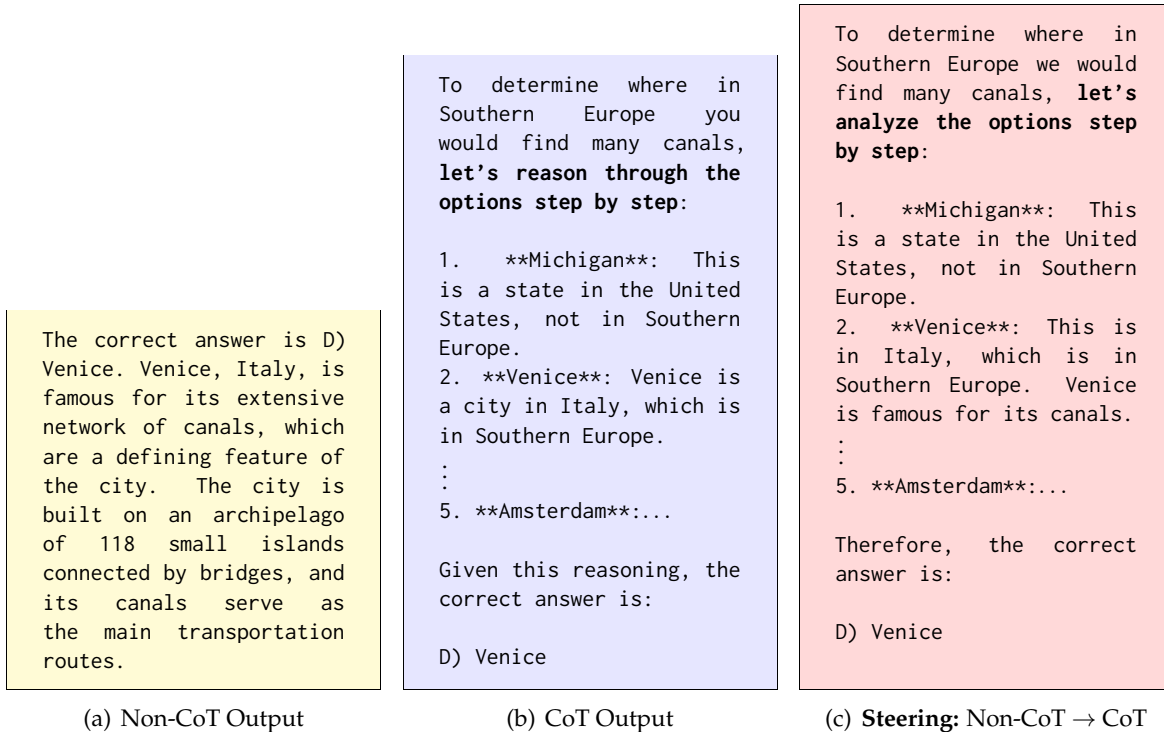 The correct answer is D)
Venice. Venice, Italy, is
famous for its extensive
network of canals, which
are a defining feature of
the city. The city is
built on an archipelago
of 118 small islands
connected by bridges, and
its canals serve as
the main transportation
routes.
(a) Non-CoT Output
To determine where in
Southern Europe you
would find many canals,
let's reason through the
options step by step:
1. **Michigan**: This
is a state in the United
States, not in Southern
Europe.
2. **Venice**: Venice is
a city in Italy, which is
in Southern Europe.
⋮
5. **Amsterdam**:...
Given this reasoning, the
correct answer is:
D) Venice
(b) CoT Output
To determine where in
Southern Europe we would
find many canals, let's
analyze the options step
by step:
1. **Michigan**: This
is a state in the United
States, not in Southern
Europe.
2. **Venice**: This is
in Italy, which is in
Southern Europe. Venice
is famous for its canals.
⋮
5. **Amsterdam**:...
Therefore, the correct
answer is:
D) Venice
(c) Steering: Non-CoT → CoT